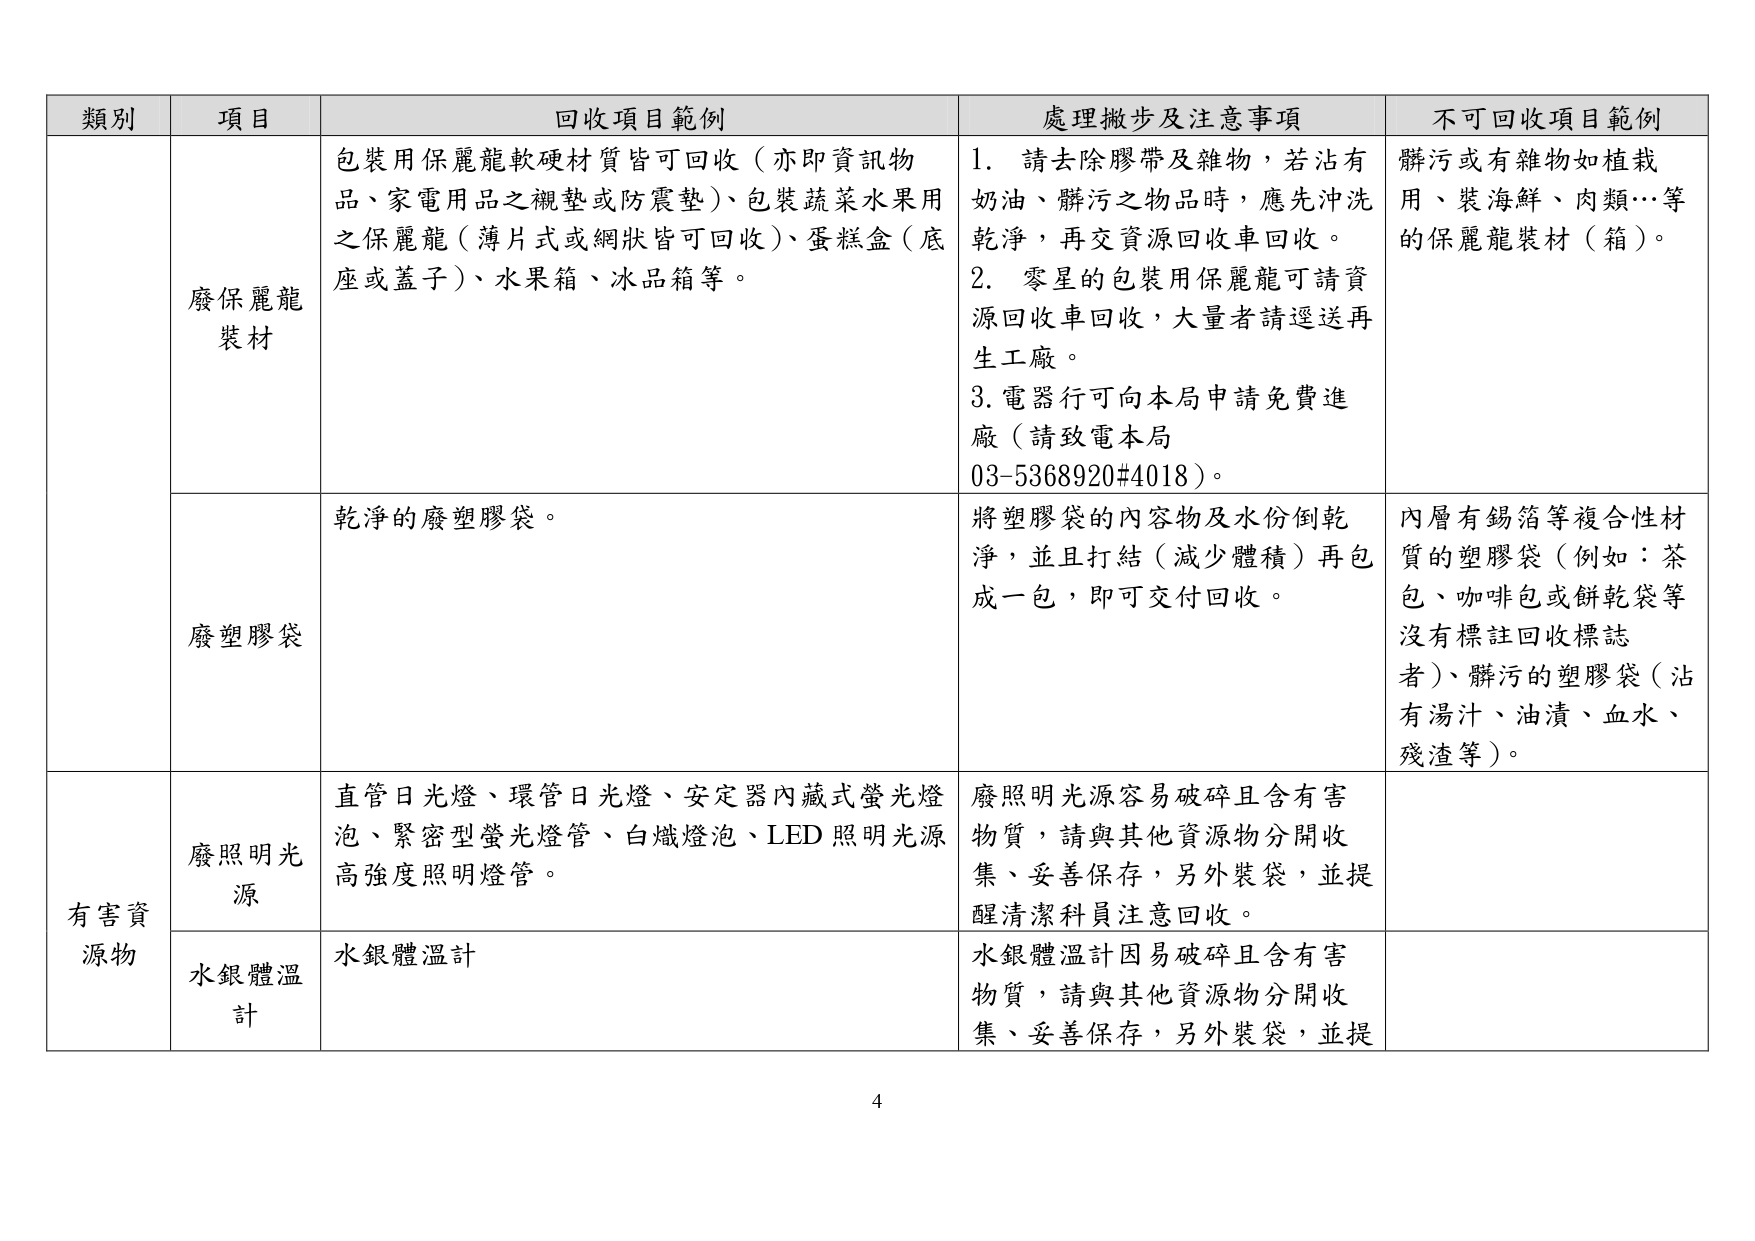 類別 項目 回收項目範例 處理撇步及注意事項 不可回收項目範例
廢保麗龍
裝材
包裝用保麗龍軟硬材質皆可回收（亦即資訊物
品、家電用品之襯墊或防震墊）、包裝蔬菜水果用
之保麗龍（薄片式或網狀皆可回收）、蛋糕盒（底
座或蓋子）、水果箱、冰品箱等。
1. 請去除膠帶及雜物，若沾有
奶油、髒污之物品時，應先沖洗
乾淨，再交資源回收車回收。
2. 零星的包裝用保麗龍可請資
源回收車回收，大量者請逕送再
生工廠。
3.電器行可向本局申請免費進
廠（請致電本局
03-5368920#4018）。
髒污或有雜物如植栽
用、裝海鮮、肉類…等
的保麗龍裝材（箱）。
廢塑膠袋
乾淨的廢塑膠袋。
將塑膠袋的內容物及水份倒乾
淨，並且打結（減少體積）再包
成一包，即可交付回收。
內層有錫箔等複合性材
質的塑膠袋（例如：茶
包、咖啡包或餅乾袋等
沒有標註回收標誌
者）、髒污的塑膠袋（沾
有湯汁、油漬、血水、
殘渣等）。
有害資
源物
廢照明光
源
直管日光燈、環管日光燈、安定器內藏式螢光燈
泡、緊密型螢光燈管、白熾燈泡、LED 照明光源
高強度照明燈管。
廢照明光源容易破碎且含有害
物質，請與其他資源物分開收
集、妥善保存，另外裝袋，並提
醒清潔科員注意回收。
水銀體溫
計
水銀體溫計
水銀體溫計因易破碎且含有害
物質，請與其他資源物分開收
集、妥善保存，另外裝袋，並提
4